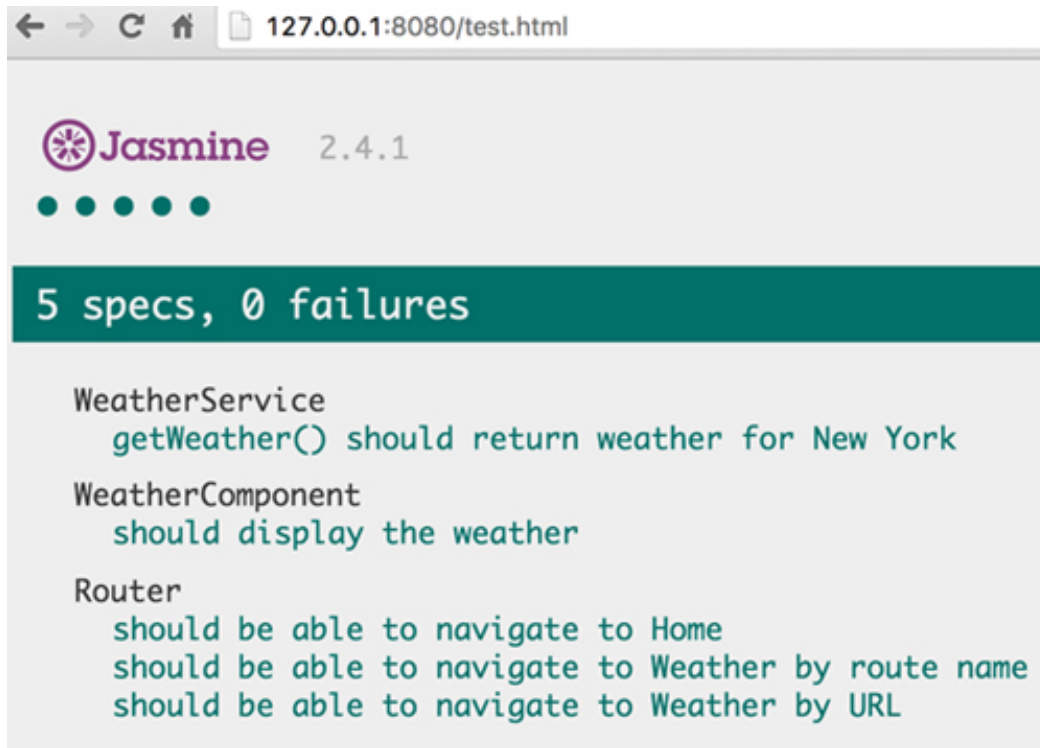 127.0.0.1:8080/test.html
Jasmine 2.4.1
5 specs, 0 failures
WeatherService
getWeather() should return weather for New York
WeatherComponent
should display the weather
Router
should be able to navigate to Home
should be able to navigate to Weather by route name
should be able to navigate to Weather by URL